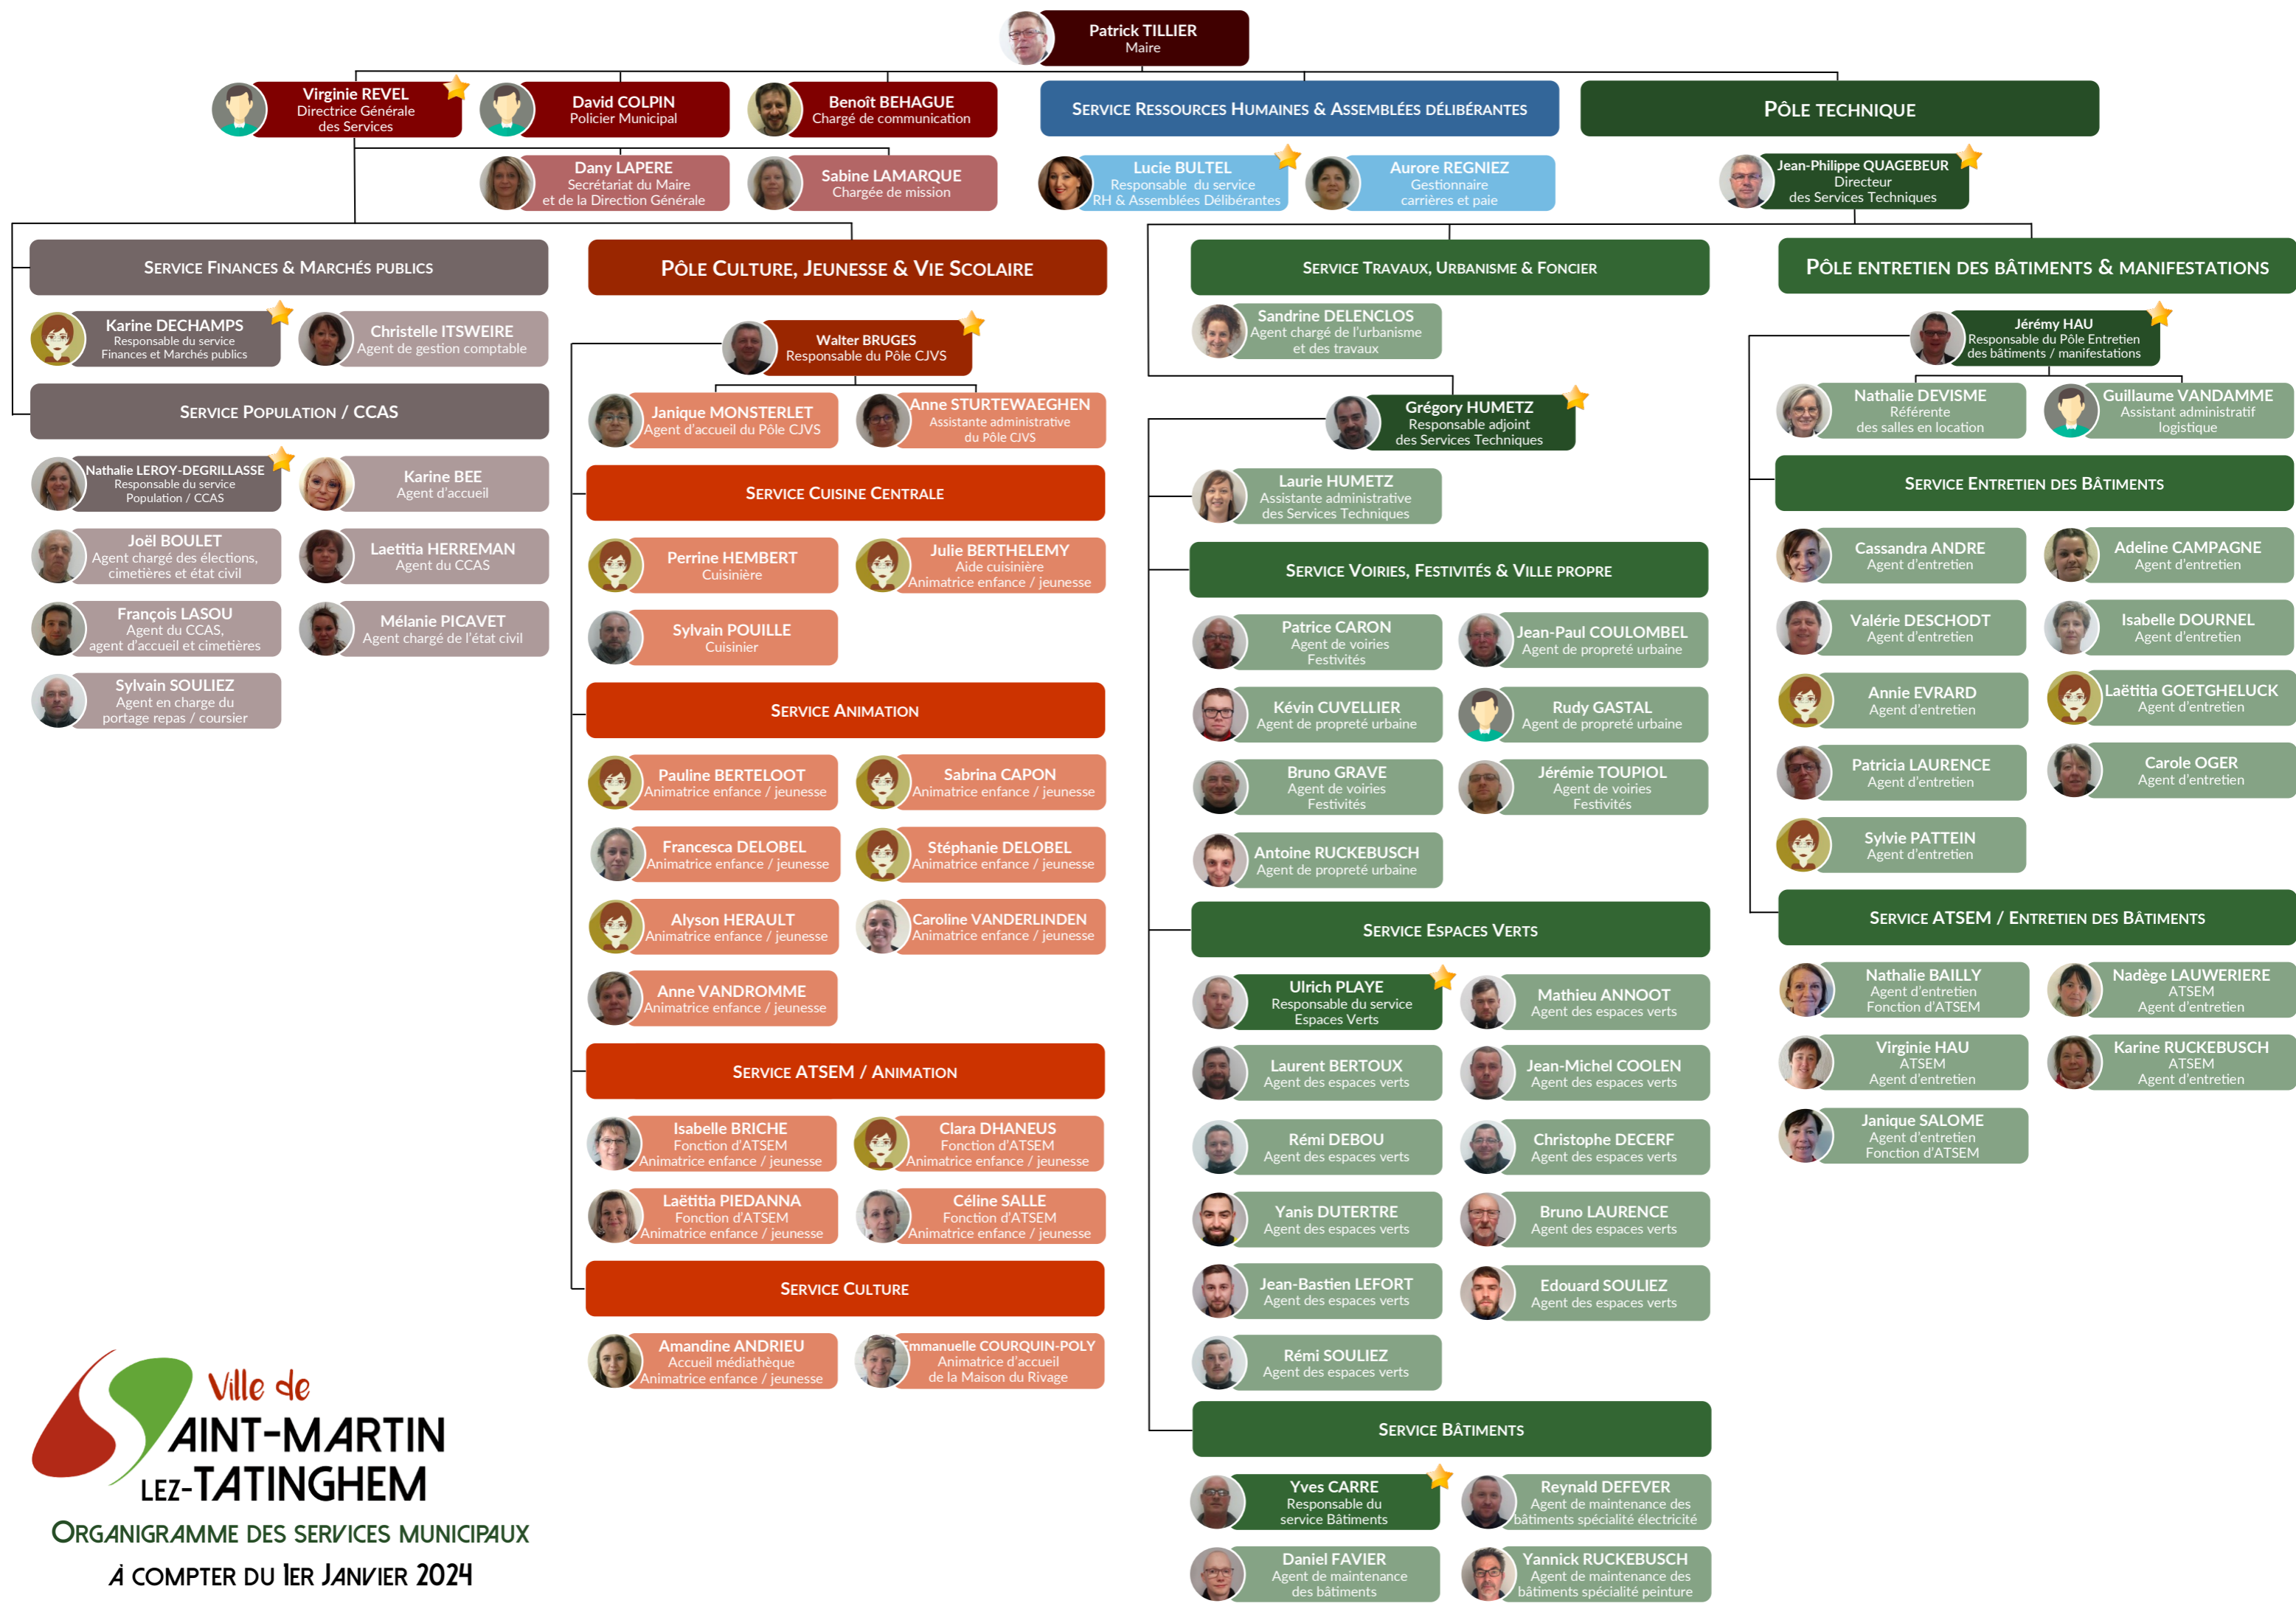 Patrick TILLIER
Maire
Virginie REVEL
Directrice Générale
des Services
David COLPIN
Policier Municipal
Benoît BEHAGUE
Chargé de communication
SERVICE RESSOURCES HUMAINES & ASSEMBLÉES DÉLIBÉRANTES
PÔLE TECHNIQUE
Dany LAPERE
Secrétariat du Maire
et de la Direction Générale
Sabine LAMARQUE
Chargée de mission
Lucie BULTEL
Responsable du service
RH & Assemblées Délibérantes
Aurore REGNIEZ
Gestionnaire
carrières et paie
Jean-Philippe QUAGEBEUR
Directeur
des Services Techniques
SERVICE FINANCES & MARCHÉS PUBLICS
Karine DECHAMPS
Responsable du service
Finances et Marchés publics
Christelle ITSWEIRE
Agent de gestion comptable
SERVICE POPULATION / CCAS
Nathalie LEROY-DEGRILLASSE
Responsable du service
Population / CCAS
Karine BEE
Agent d'accueil
Joël BOULET
Agent chargé des élections,
cimetières et état civil
Laetitia HERREMAN
Agent du CCAS
François LASOU
Agent du CCAS,
agent d'accueil et cimetières
Mélanie PICAVET
Agent chargé de l'état civil
Sylvain SOULIEZ
Agent en charge du
portage repas / coursier
PÔLE CULTURE, JEUNESSE & VIE SCOLAIRE
Walter BRUGES
Responsable du Pôle CJVS
Janique MONSTERLET
Agent d'accueil du Pôle CJVS
Anne STURTEWAEGHEN
Assistante administrative
du Pôle CJVS
SERVICE CUISINE CENTRALE
Perrine HEMBERT
Cuisinière
Julie BERTHELEMY
Aide cuisinière
Animatrice enfance / jeunesse
Sylvain POUILLE
Cuisinier
SERVICE ANIMATION
Pauline BERTELOOT
Animatrice enfance / jeunesse
Sabrina CAPON
Animatrice enfance / jeunesse
Francesca DELOBEL
Animatrice enfance / jeunesse
Stéphanie DELOBEL
Animatrice enfance / jeunesse
Alyson HERAULT
Animatrice enfance / jeunesse
Caroline VANDERLINDEN
Animatrice enfance / jeunesse
Anne VANDROMME
Animatrice enfance / jeunesse
SERVICE ATSEM / ANIMATION
Isabelle BRICHE
Fonction d'ATSEM
Animatrice enfance / jeunesse
Clara DHANEUS
Fonction d'ATSEM
Animatrice enfance / jeunesse
Laëtitia PIEDANNA
Fonction d'ATSEM
Animatrice enfance / jeunesse
Céline SALLE
Fonction d'ATSEM
Animatrice enfance / jeunesse
SERVICE CULTURE
Amandine ANDRIEU
Accueil médiathèque
Animatrice enfance / jeunesse
Emmanuelle COURQUIN-POLY
Animatrice d'accueil
de la Maison du Rivage
SERVICE TRAVAUX, URBANISME & FONCIER
Sandrine DELENCLOS
Agent chargé de l'urbanisme
et des travaux
Grégory HUMETZ
Responsable adjoint
des Services Techniques
Laurie HUMETZ
Assistante administrative
des Services Techniques
SERVICE VOIRIES, FESTIVITÉS & VILLE PROPRE
Patrice CARON
Agent de voiries
Festivités
Jean-Paul COULOMBEL
Agent de propreté urbaine
Kévin CUVELLIER
Agent de propreté urbaine
Rudy GASTAL
Agent de propreté urbaine
Bruno GRAVE
Agent de voiries
Festivités
Jérémie TOUPIOL
Agent de voiries
Festivités
Antoine RUCKEBUSCH
Agent de propreté urbaine
SERVICE ESPACES VERTS
Ulrich PLAYE
Responsable du service
Espaces Verts
Mathieu ANNOOT
Agent des espaces verts
Laurent BERTOUX
Agent des espaces verts
Jean-Michel COOLEN
Agent des espaces verts
Rémi DEBOU
Agent des espaces verts
Christophe DECERF
Agent des espaces verts
Yanis DUTERTRE
Agent des espaces verts
Bruno LAURENCE
Agent des espaces verts
Jean-Bastien LEFORT
Agent des espaces verts
Edouard SOULIEZ
Agent des espaces verts
Rémi SOULIEZ
Agent des espaces verts
SERVICE BÂTIMENTS
Yves CARRE
Responsable du
service Bâtiments
Reynald DEFEVER
Agent de maintenance des
bâtiments spécialité électricité
Daniel FAVIER
Agent de maintenance
des bâtiments
Yannick RUCKEBUSCH
Agent de maintenance des
bâtiments spécialité peinture
PÔLE ENTRETIEN DES BÂTIMENTS & MANIFESTATIONS
Jérémy HAU
Responsable du Pôle Entretien
des bâtiments / manifestations
Nathalie DEVISME
Référente
des salles en location
Guillaume VANDAMME
Assistant administratif
logistique
SERVICE ENTRETIEN DES BÂTIMENTS
Cassandra ANDRE
Agent d'entretien
Adeline CAMPAGNE
Agent d'entretien
Valérie DESCHODT
Agent d'entretien
Isabelle DOURNEL
Agent d'entretien
Annie EVRARD
Agent d'entretien
Laëtitia GOETGHELUCK
Agent d'entretien
Patricia LAURENCE
Agent d'entretien
Carole OGER
Agent d'entretien
Sylvie PATTEIN
Agent d'entretien
SERVICE ATSEM / ENTRETIEN DES BÂTIMENTS
Nathalie BAILLY
Agent d'entretien
Fonction d'ATSEM
Nadège LAUWERIERE
ATSEM
Agent d'entretien
Virginie HAU
ATSEM
Agent d'entretien
Karine RUCKEBUSCH
ATSEM
Agent d'entretien
Janique SALOME
Agent d'entretien
Fonction d'ATSEM
Ville de
SAINT-MARTIN
LEZ-TATINGHEM
ORGANIGRAMME DES SERVICES MUNICIPAUX
À COMPTER DU 1ER JANVIER 2024